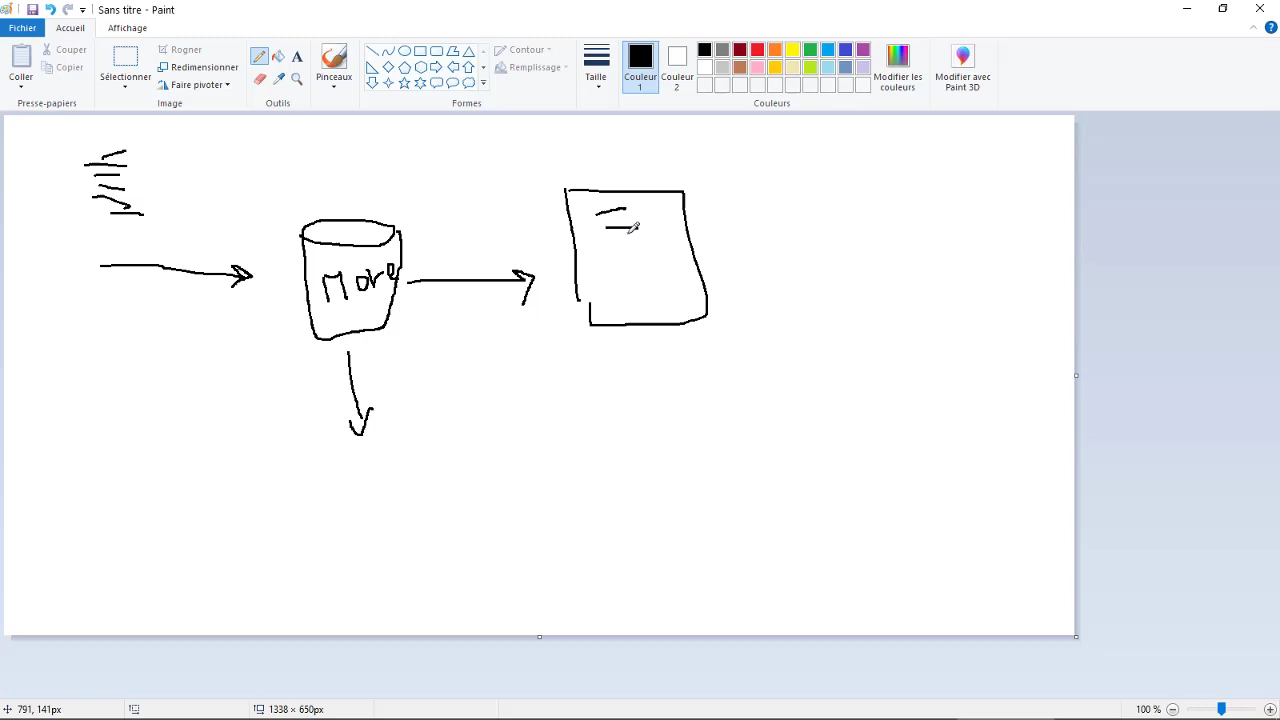 Sans titre - Paint
Fichier Accueil Affichage
Coller
Couper
Copier
Presse-papiers
Sélectionner
Rogner
Redimensionner
Faire pivoter
Image
A
Outils
Pinceaux
Contour
Remplissage
Formes
Taille
Couleur 1
Couleur 2
Modifier les couleurs
Modifier avec Paint 3D
Couleurs
791, 141px
1338 × 650px
100 %